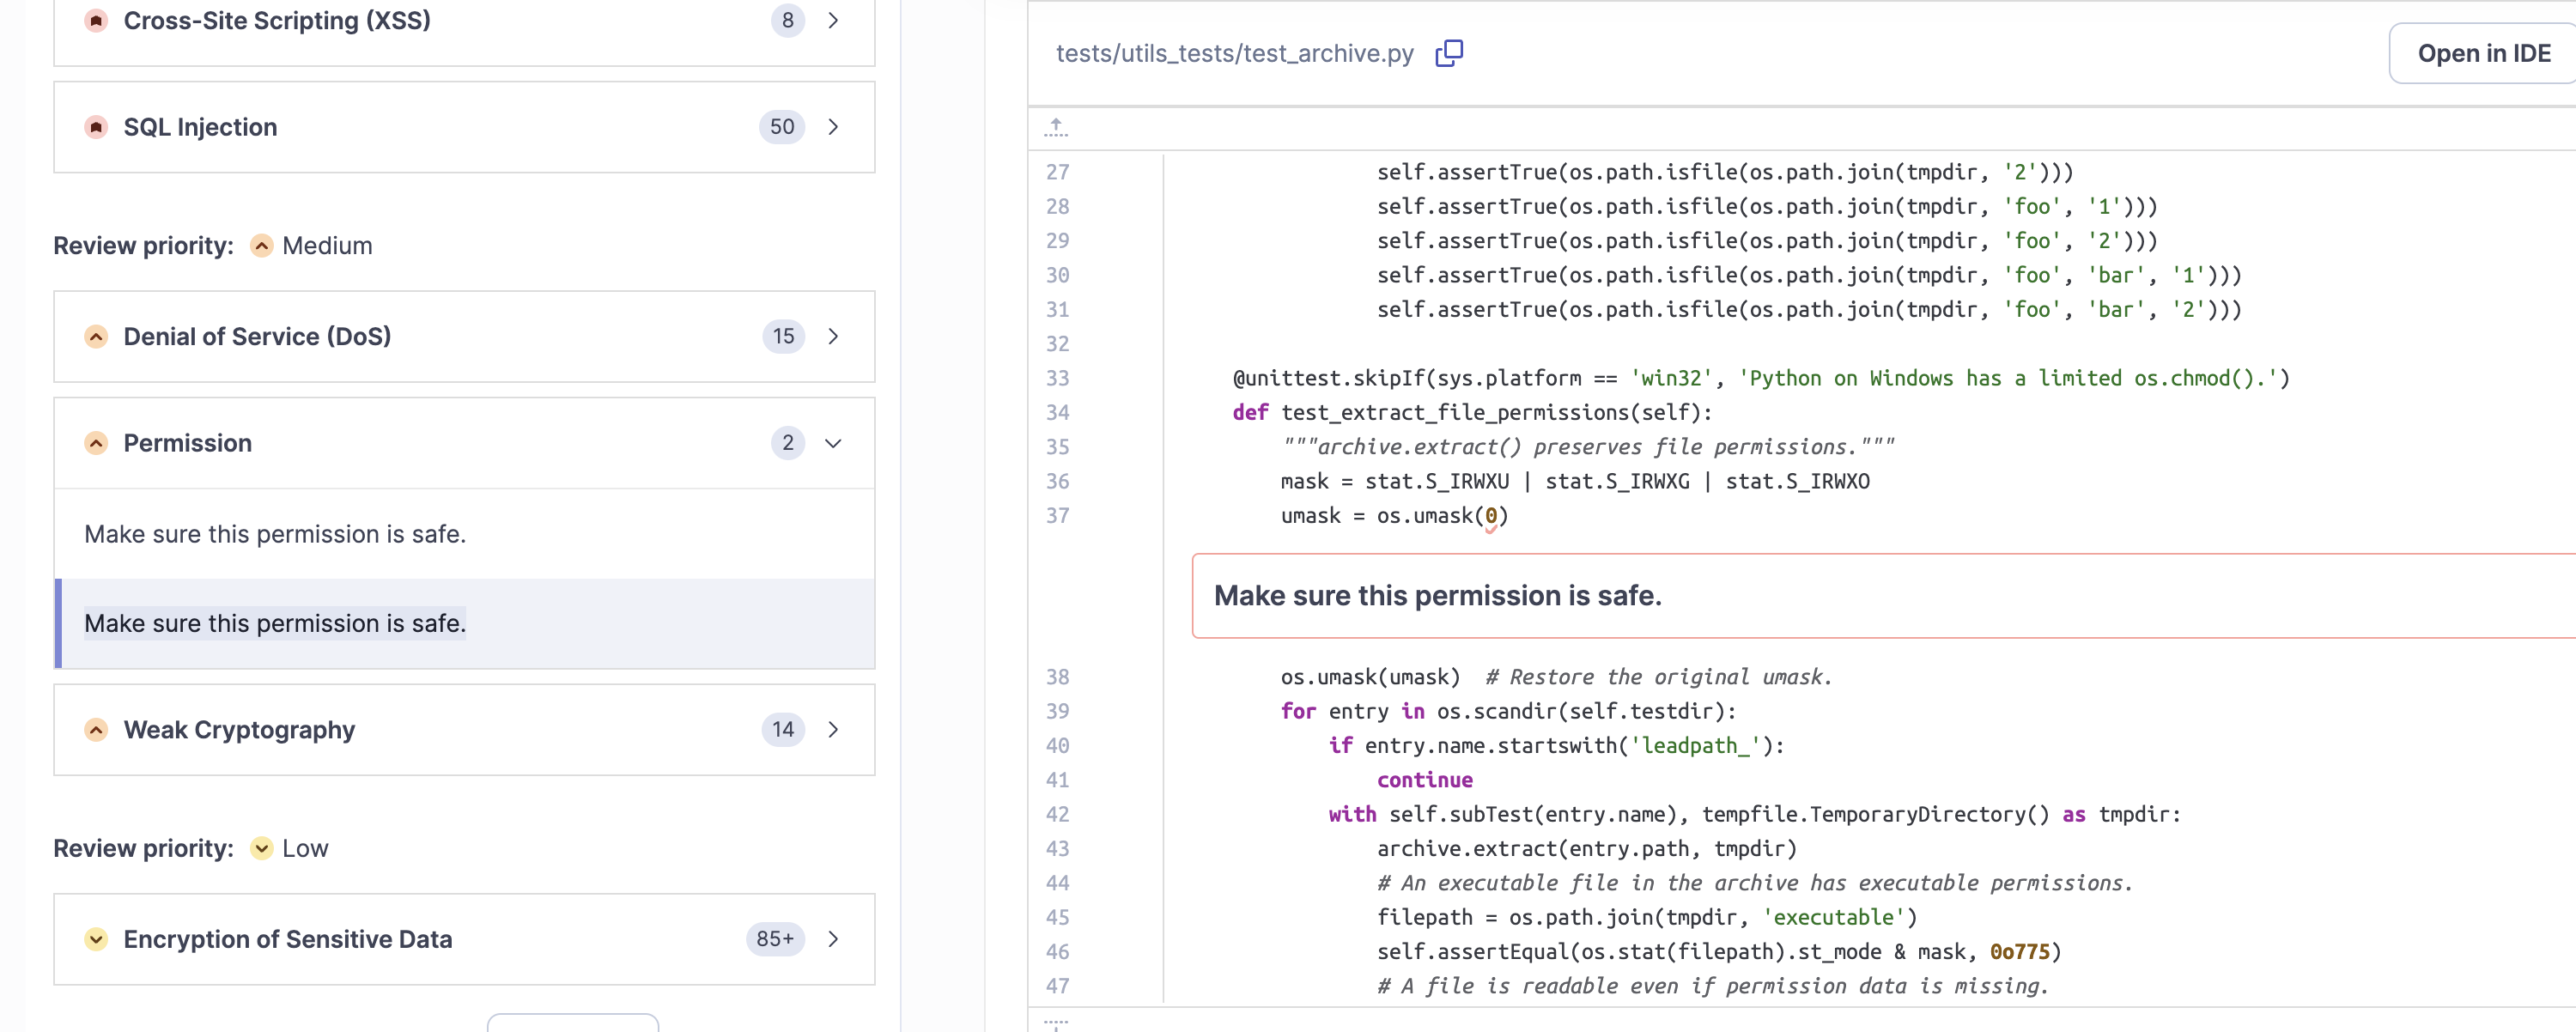 Cross-Site Scripting (XSS) 8
SQL Injection 50
Review priority: Medium
Denial of Service (DoS) 15
Permission 2
Make sure this permission is safe.
Make sure this permission is safe.
Weak Cryptography 14
Review priority: Low
Encryption of Sensitive Data 85+
tests/utils_tests/test_archive.py
Open in IDE
27 self.assertTrue(os.path.isfile(os.path.join(tmpdir, '2')))
28 self.assertTrue(os.path.isfile(os.path.join(tmpdir, 'foo', '1')))
29 self.assertTrue(os.path.isfile(os.path.join(tmpdir, 'foo', '2')))
30 self.assertTrue(os.path.isfile(os.path.join(tmpdir, 'foo', 'bar', '1')))
31 self.assertTrue(os.path.isfile(os.path.join(tmpdir, 'foo', 'bar', '2')))
32
33 @unittest.skipIf(sys.platform == 'win32', 'Python on Windows has a limited os.chmod().')
34 def test_extract_file_permissions(self):
35 """archive.extract() preserves file permissions."""
36 mask = stat.S_IRWXU | stat.S_IRWXG | stat.S_IRWXO
37 umask = os.umask(0)
Make sure this permission is safe.
38 os.umask(umask)  # Restore the original umask.
39 for entry in os.scandir(self.testdir):
40 if entry.name.startswith('leadpath_'):
41 continue
42 with self.subTest(entry.name), tempfile.TemporaryDirectory() as tmpdir:
43 archive.extract(entry.path, tmpdir)
44 # An executable file in the archive has executable permissions.
45 filepath = os.path.join(tmpdir, 'executable')
46 self.assertEqual(os.stat(filepath).st_mode & mask, 0o775)
47 # A file is readable even if permission data is missing.